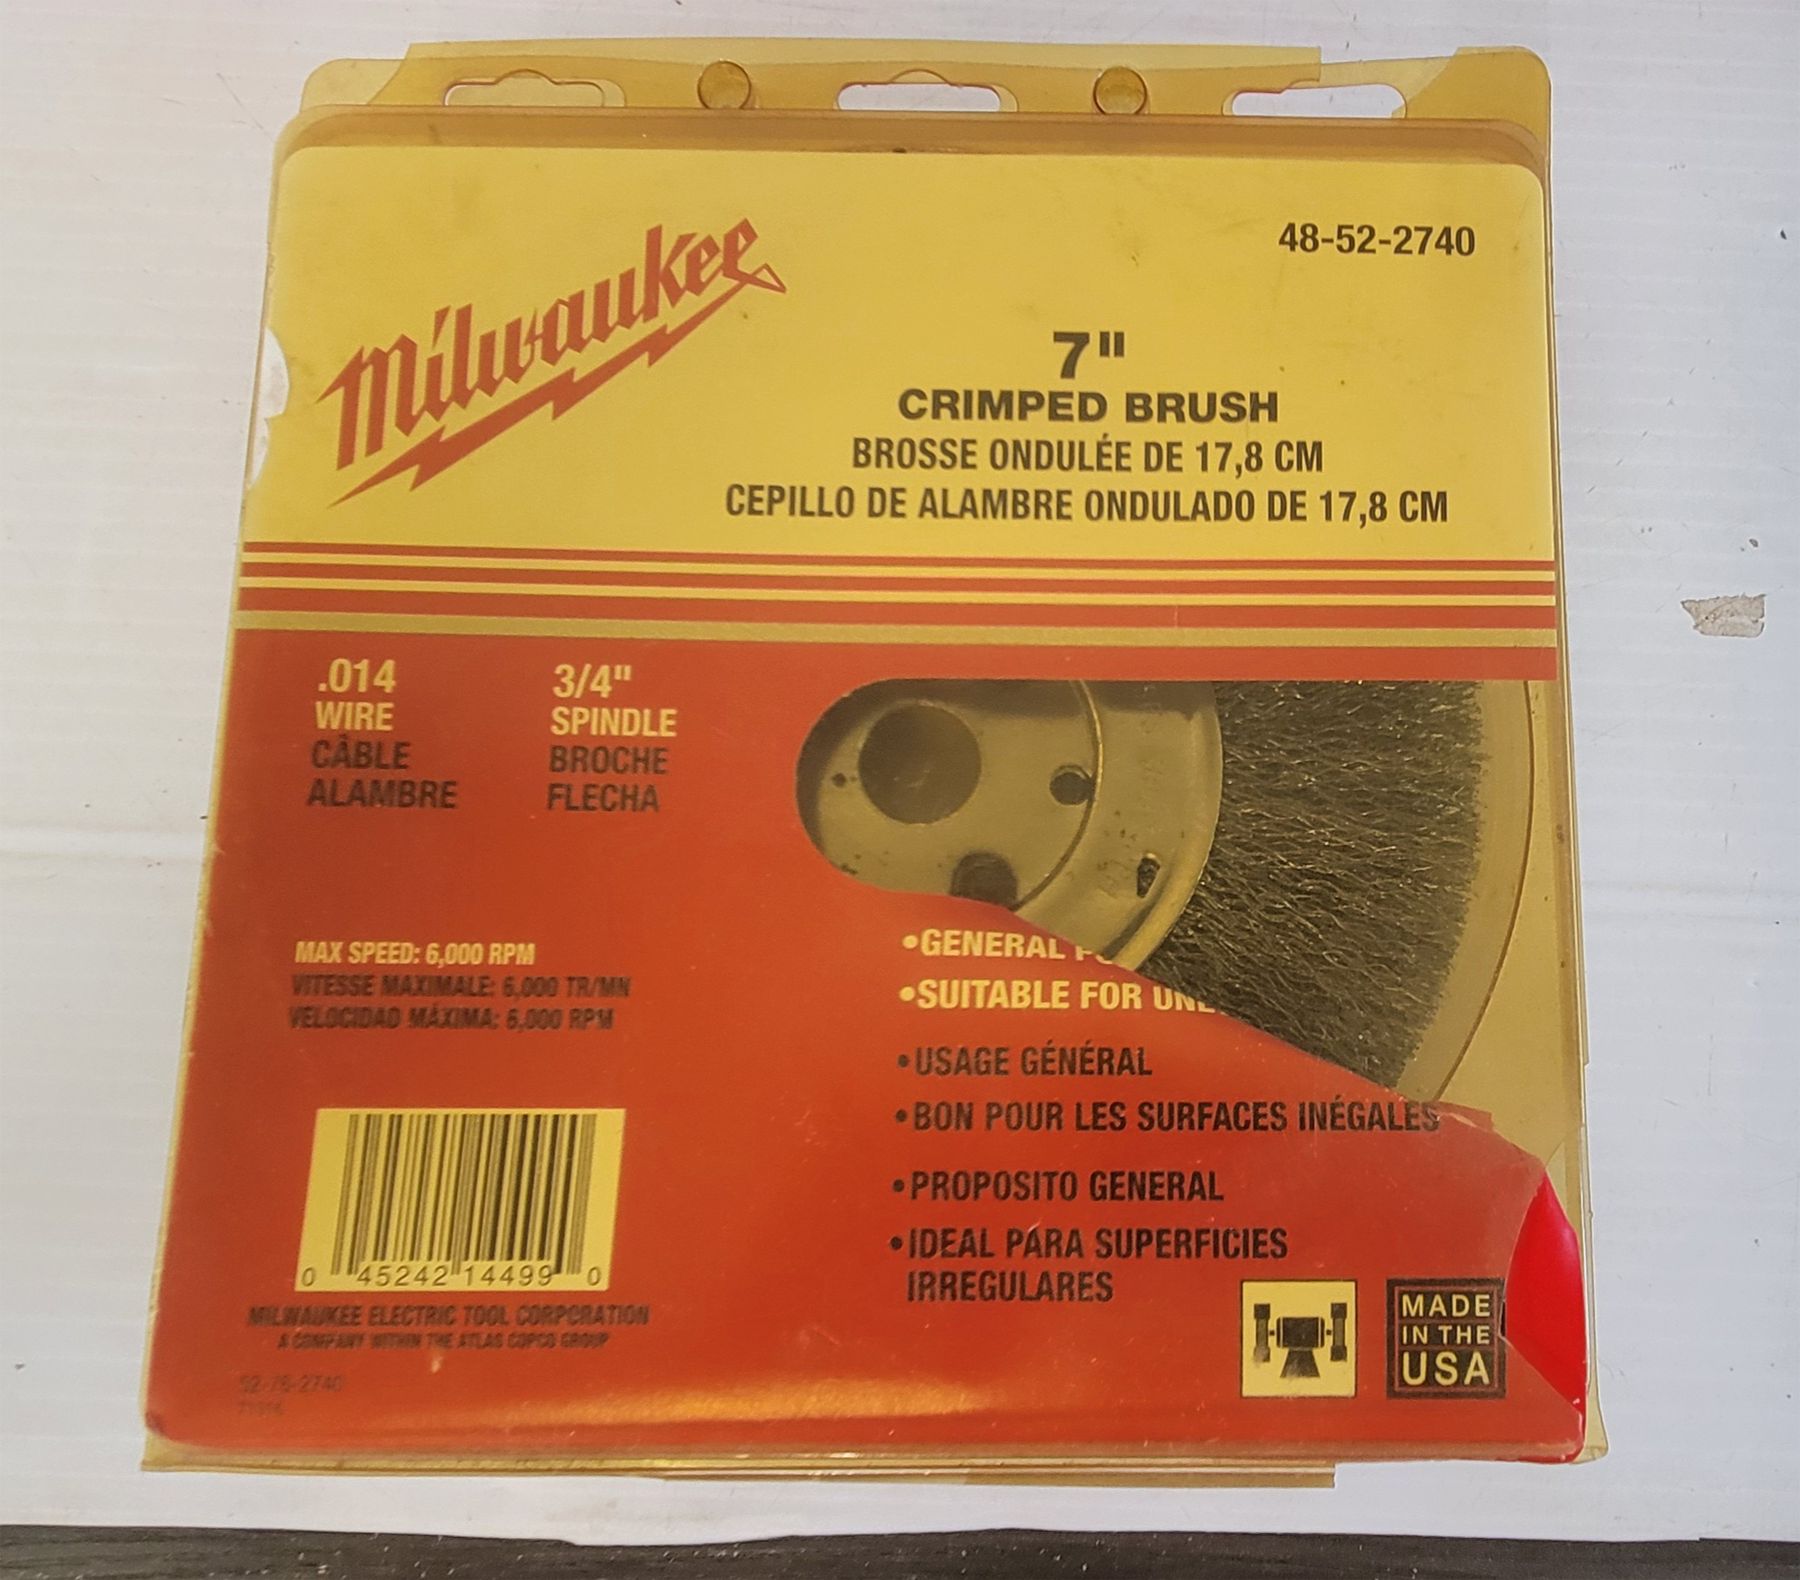 Milwaukee
48-52-2740
7"
CRIMPED BRUSH
BROSSE ONDULÉE DE 17,8 CM
CEPILLO DE ALAMBRE ONDULADO DE 17,8 CM
.014
WIRE
CÂBLE
ALAMBRE
3/4"
SPINDLE
BROCHE
FLECHA
MAX SPEED: 6,000 RPM
VITESSE MAXIMALE: 6,000 TR/MN
VELOCIDAD MÁXIMA: 6,000 RPM
•GENERAL
•SUITABLE FOR
•USAGE GÉNÉRAL
•BON POUR LES SURFACES INÉGALES
•PROPOSITO GENERAL
•IDEAL PARA SUPERFICIES
IRREGULARES
0 45242 14499 0
MILWAUKEE ELECTRIC TOOL CORPORATION
A COMPANY WITHIN THE ATLAS COPCO GROUP
52-76-2740
MADE
IN THE
USA